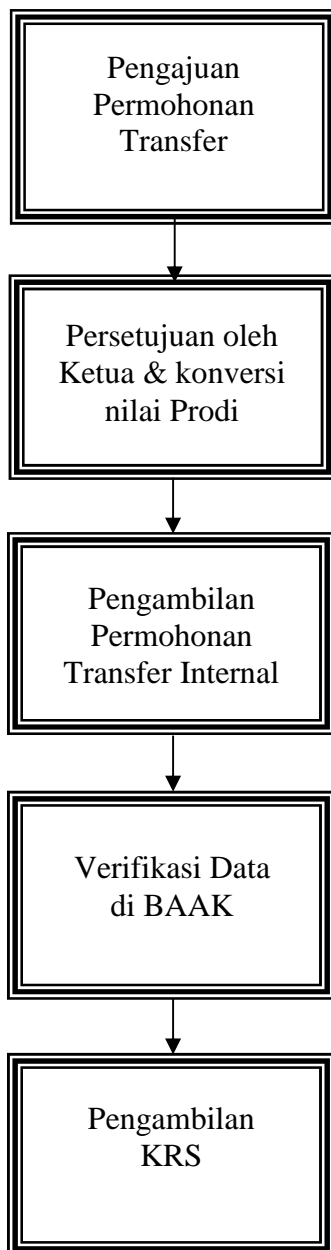 Pengajuan
Permohonan
Transfer
Persetujuan oleh
Ketua & konversi
nilai Prodi
Pengambilan
Permohonan
Transfer Internal
Verifikasi Data
di BAAK
Pengambilan
KRS